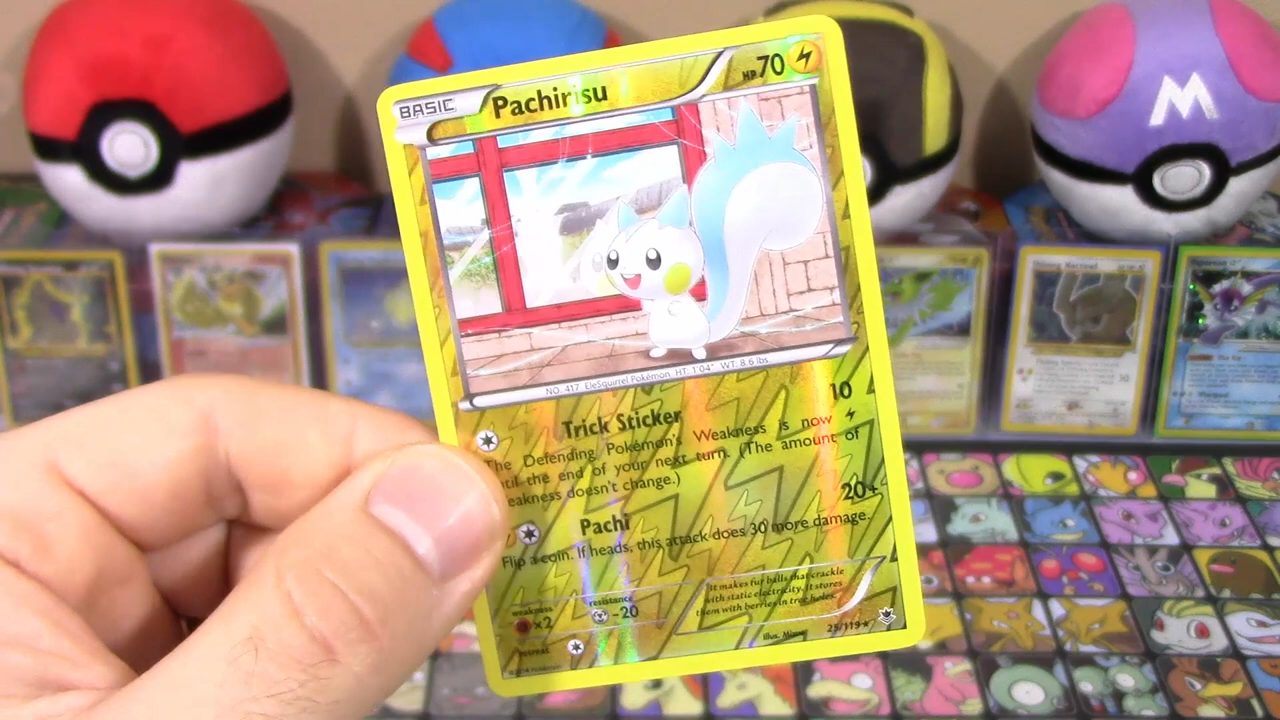 BASIC Pachirisu HP 70
NO. 417 EleSquirrel Pokémon HT: 1'04" WT: 8.6 lbs.
Trick Sticker 10
The Defending Pokémon's Weakness is now
until the end of your next turn. (The amount of
Weakness doesn't change.)
Pachi 20+
Flip a coin. If heads, this attack does 30 more damage.
weakness ×2 resistance -20
retreat
It makes fur balls that crackle
with static electricity. It stores
them with berries in tree holes.
Illus. 25/119
M